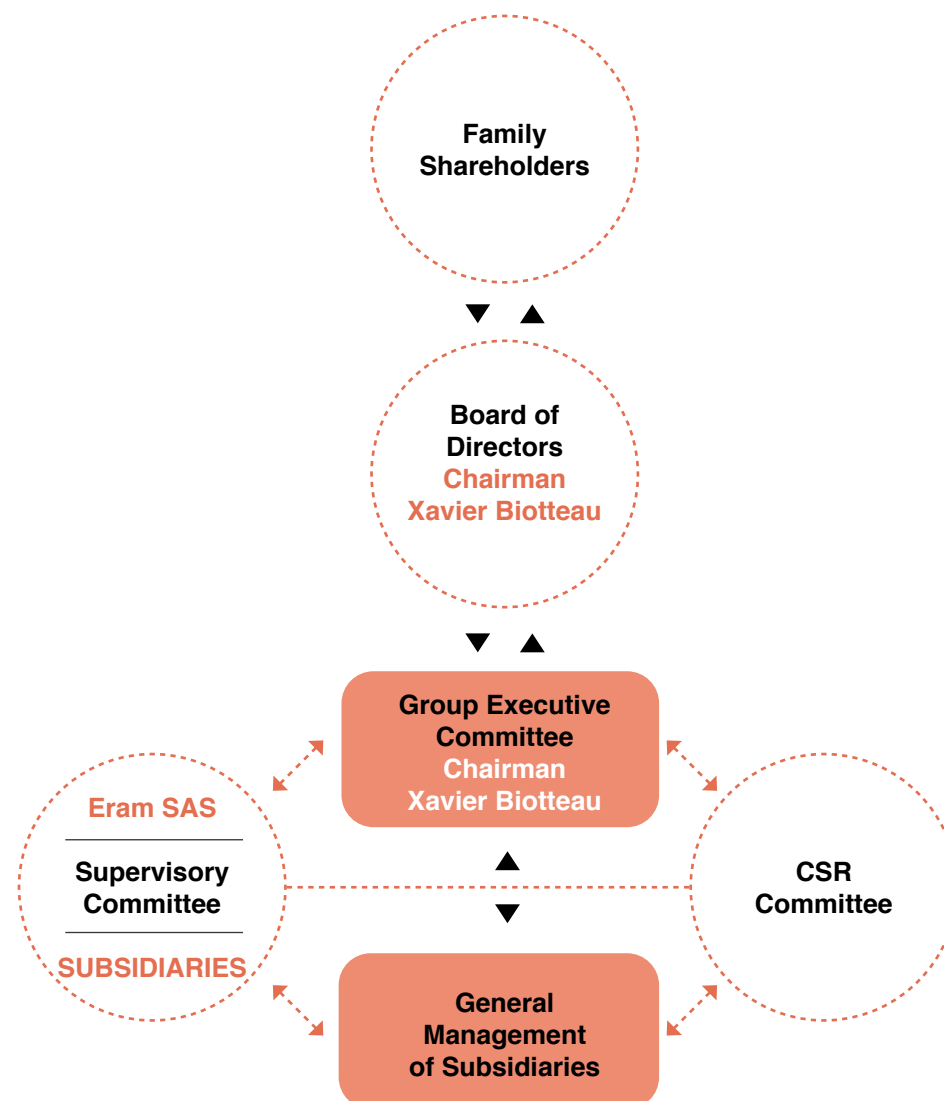 Family
Shareholders
Board of
Directors
Chairman
Xavier Biotteau
Group Executive
Committee
Chairman
Xavier Biotteau
Eram SAS
Supervisory
Committee
SUBSIDIARIES
CSR
Committee
General
Management
of Subsidiaries